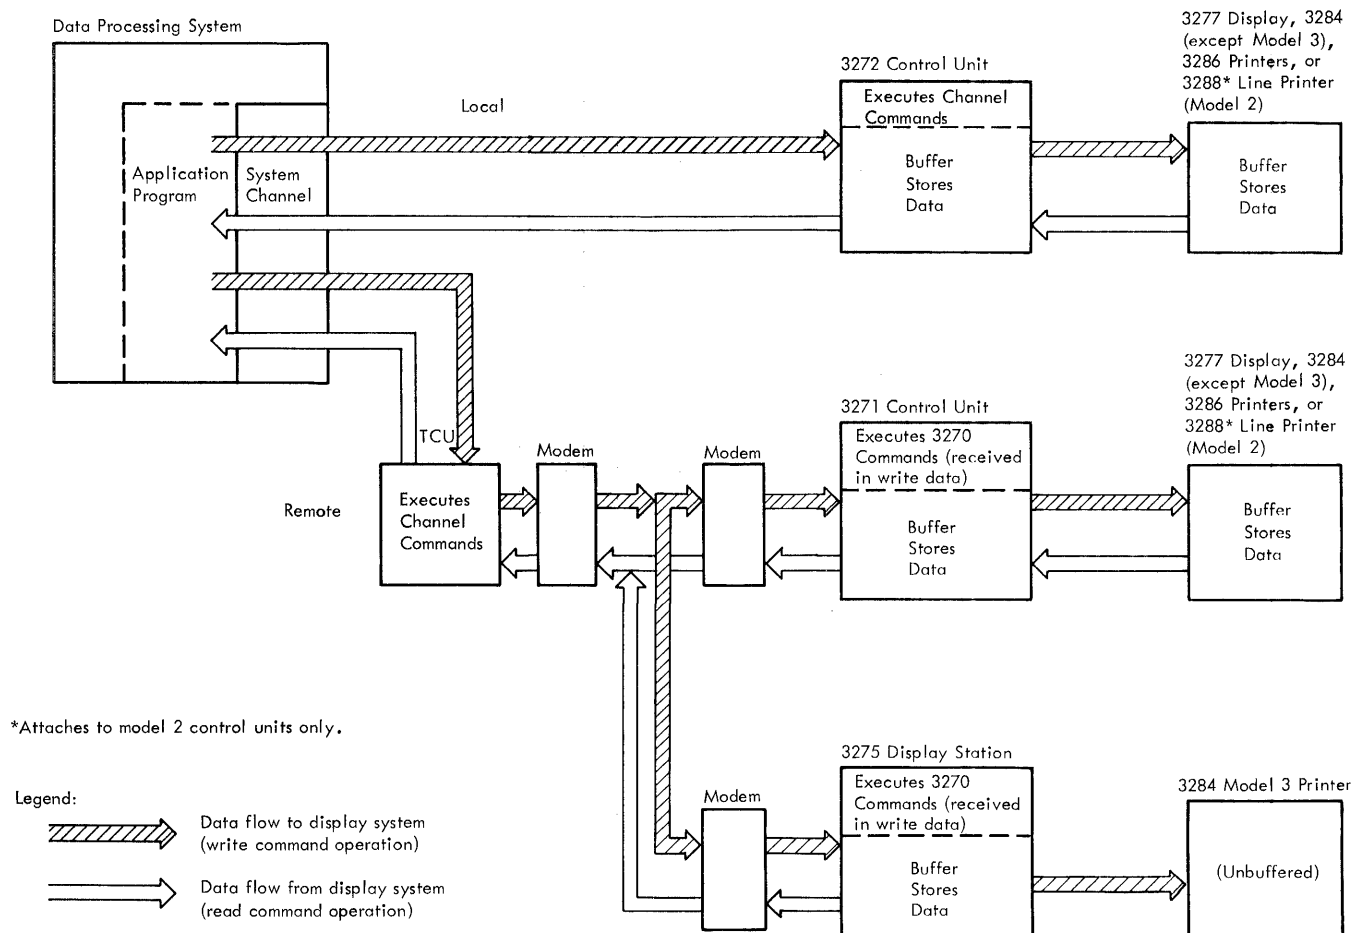 Data Processing System
3277 Display, 3284
(except Model 3),
3286 Printers, or
3288* Line Printer
(Model 2)
3272 Control Unit
Executes Channel
Commands
Local
Application
Program
System
Channel
Buffer
Stores
Data
Buffer
Stores
Data
3277 Display, 3284
(except Model 3),
3286 Printers, or
3288* Line Printer
(Model 2)
3271 Control Unit
Executes 3270
Commands (received
in write data)
TCU
Modem
Modem
Remote
Executes
Channel
Commands
Buffer
Stores
Data
Buffer
Stores
Data
*Attaches to model 2 control units only.
3275 Display Station
Executes 3270
Commands (received
in write data)
3284 Model 3 Printer
Modem
Legend:
Data flow to display system
(write command operation)
Buffer
Stores
Data
(Unbuffered)
Data flow from display system
(read command operation)